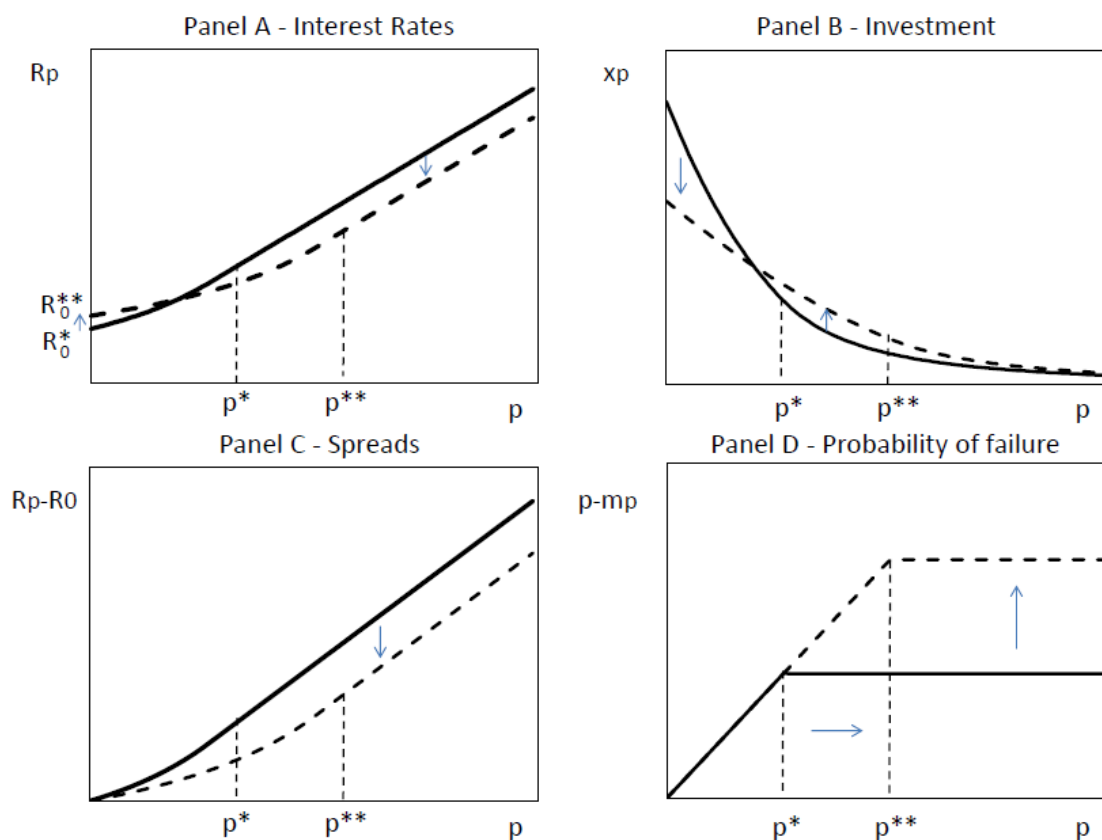 Panel A - Interest Rates
Rp
R₀**
R₀*
p* p** p
Panel B - Investment
xp
p* p** p
Panel C - Spreads
Rp-R0
p* p** p
Panel D - Probability of failure
p-mp
p* p** p